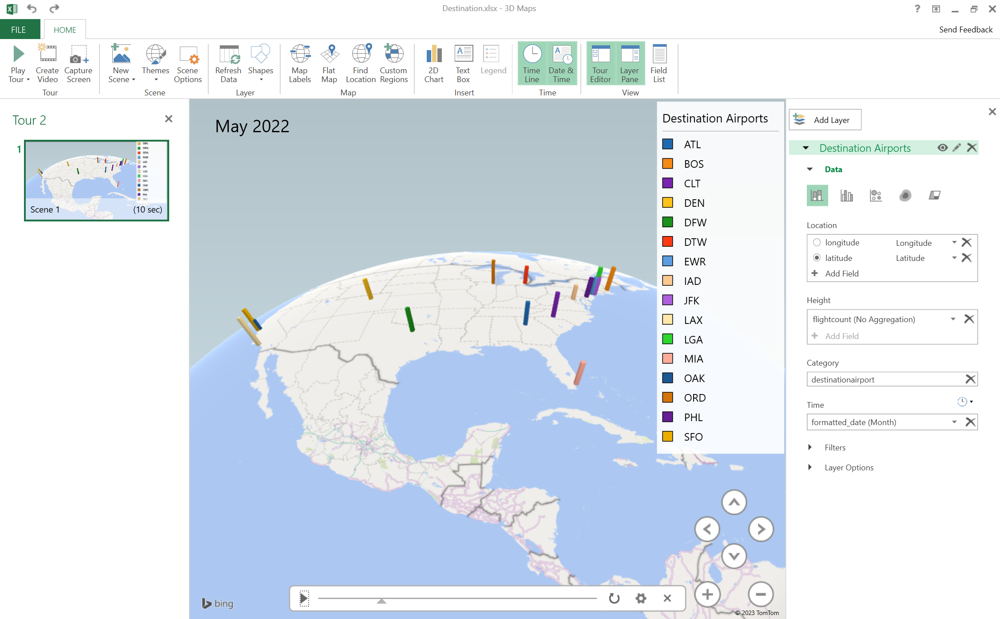 Destination.xlsx - 3D Maps
?
FILE
HOME
Send Feedback
Play Tour
Create Video
Capture Screen
New Scene
Themes
Scene Options
Refresh Data
Shapes
Map Labels
Flat Map
Find Location
Custom Regions
2D Chart
Text Box
Legend
Time Line
Date & Time
Tour Editor
Layer Pane
Field List
Tour
Scene
Layer
Map
Insert
Time
View
Tour 2
1
Scene 1
(10 sec)
May 2022
Destination Airports
ATL
BOS
CLT
DEN
DFW
DTW
EWR
IAD
JFK
LAX
LGA
MIA
OAK
ORD
PHL
SFO
bing
© 2023 TomTom
Add Layer
Destination Airports
Data
Location
longitude Longitude
latitude Latitude
Add Field
Height
flightcount (No Aggregation)
Add Field
Category
destinationairport
Time
formatted_date (Month)
Filters
Layer Options